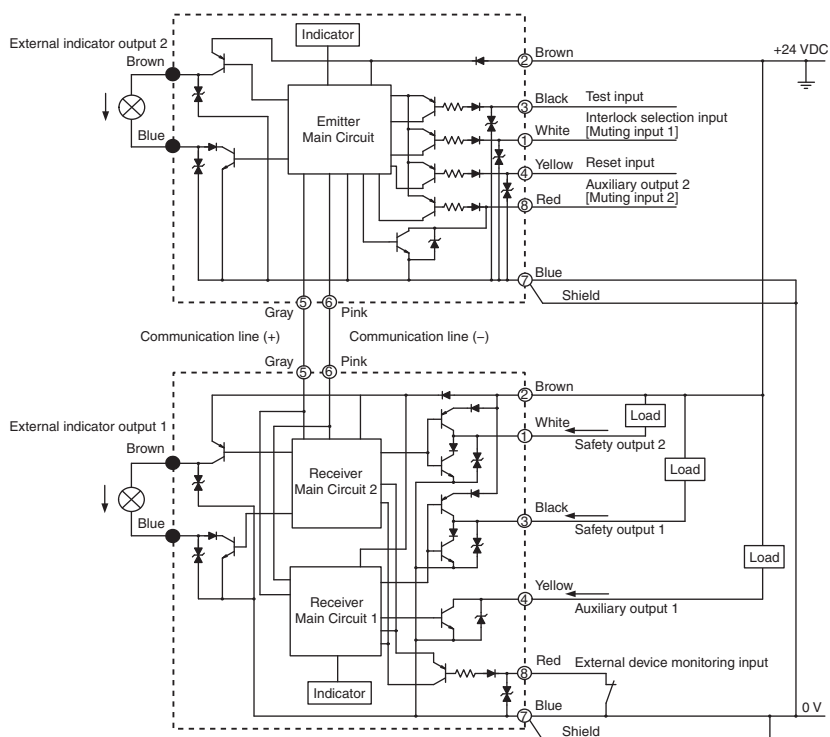 External indicator output 2
Brown
Blue
Indicator
Emitter
Main Circuit
② Brown
+24 VDC
③ Black
Test input
① White
Interlock selection input
[Muting input 1]
④ Yellow
Reset input
⑧ Red
Auxiliary output 2
[Muting input 2]
⑦ Blue
Shield
Gray ⑤ ⑥ Pink
Communication line (+)
Communication line (−)
Gray ⑤ ⑥ Pink
External indicator output 1
Brown
Blue
Receiver
Main Circuit 2
Receiver
Main Circuit 1
Indicator
② Brown
① White
Load
Safety output 2
Load
③ Black
Safety output 1
Load
④ Yellow
Auxiliary output 1
⑧ Red
External device monitoring input
⑦ Blue
0 V
Shield